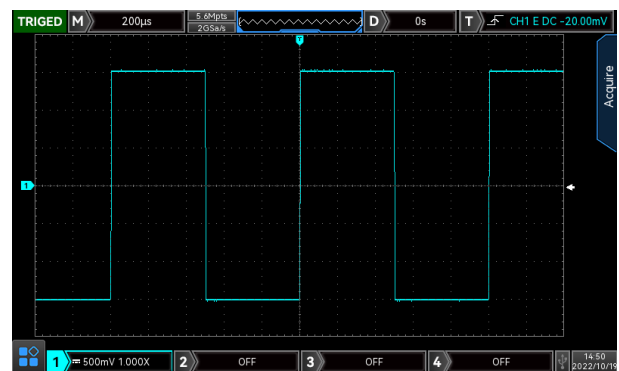 TRIGED M 200μs 5.6Mpts D 0s T CH1 E DC -20.00mV
2GSa/s
T
Acquire
1
1 500mV 1.000X 2 OFF 3 OFF 4 OFF 14:50
2022/10/19